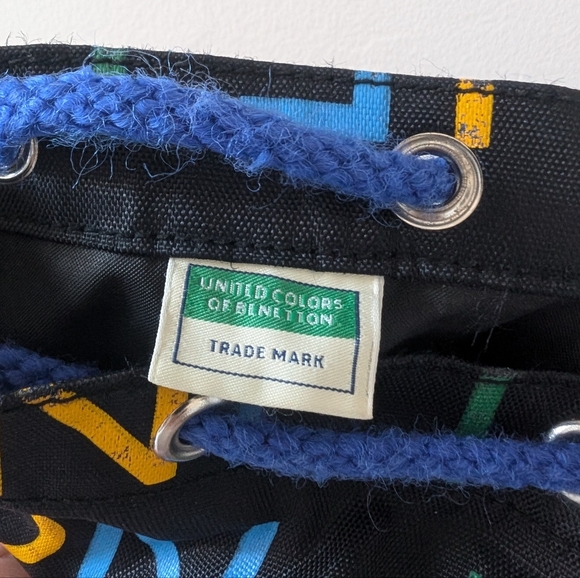 UNITED COLORS
OF BENETTON
TRADE MARK